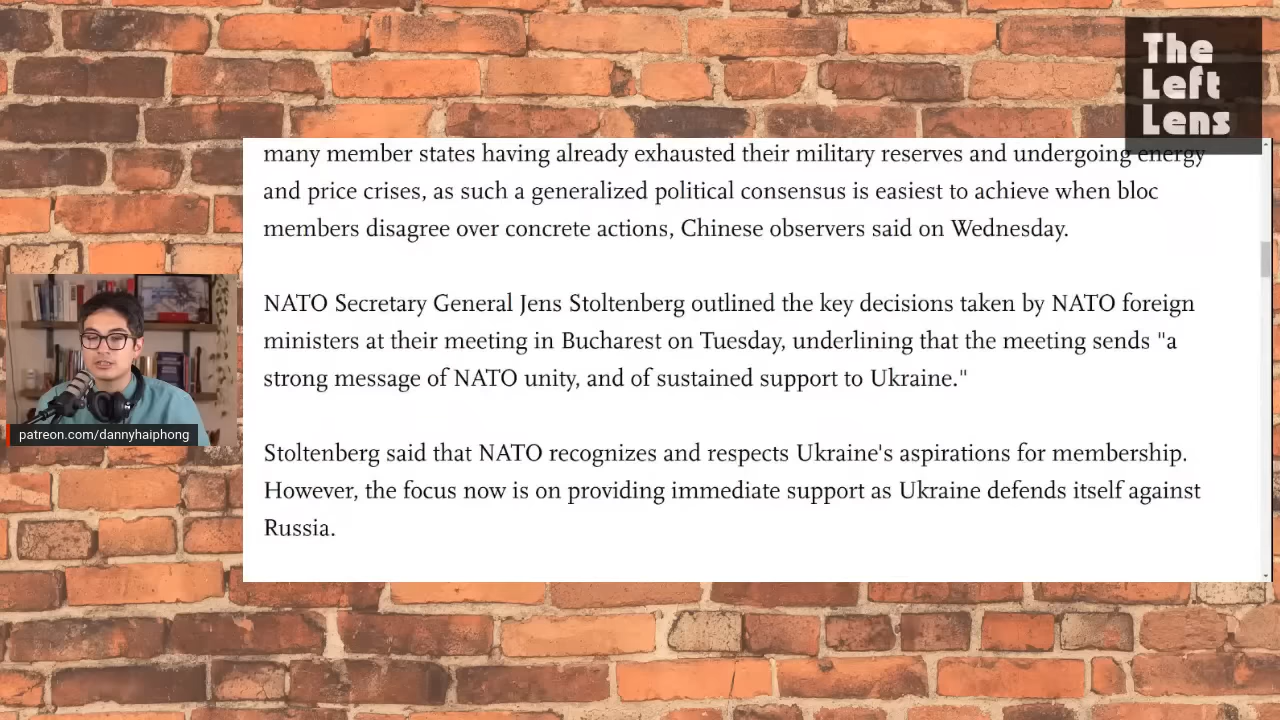 The
Left
Lens
many member states having already exhausted their military reserves and undergoing energy
and price crises, as such a generalized political consensus is easiest to achieve when bloc
members disagree over concrete actions, Chinese observers said on Wednesday.
NATO Secretary General Jens Stoltenberg outlined the key decisions taken by NATO foreign
ministers at their meeting in Bucharest on Tuesday, underlining that the meeting sends "a
strong message of NATO unity, and of sustained support to Ukraine."
Stoltenberg said that NATO recognizes and respects Ukraine's aspirations for membership.
However, the focus now is on providing immediate support as Ukraine defends itself against
Russia.
patreon.com/dannyhaiphong